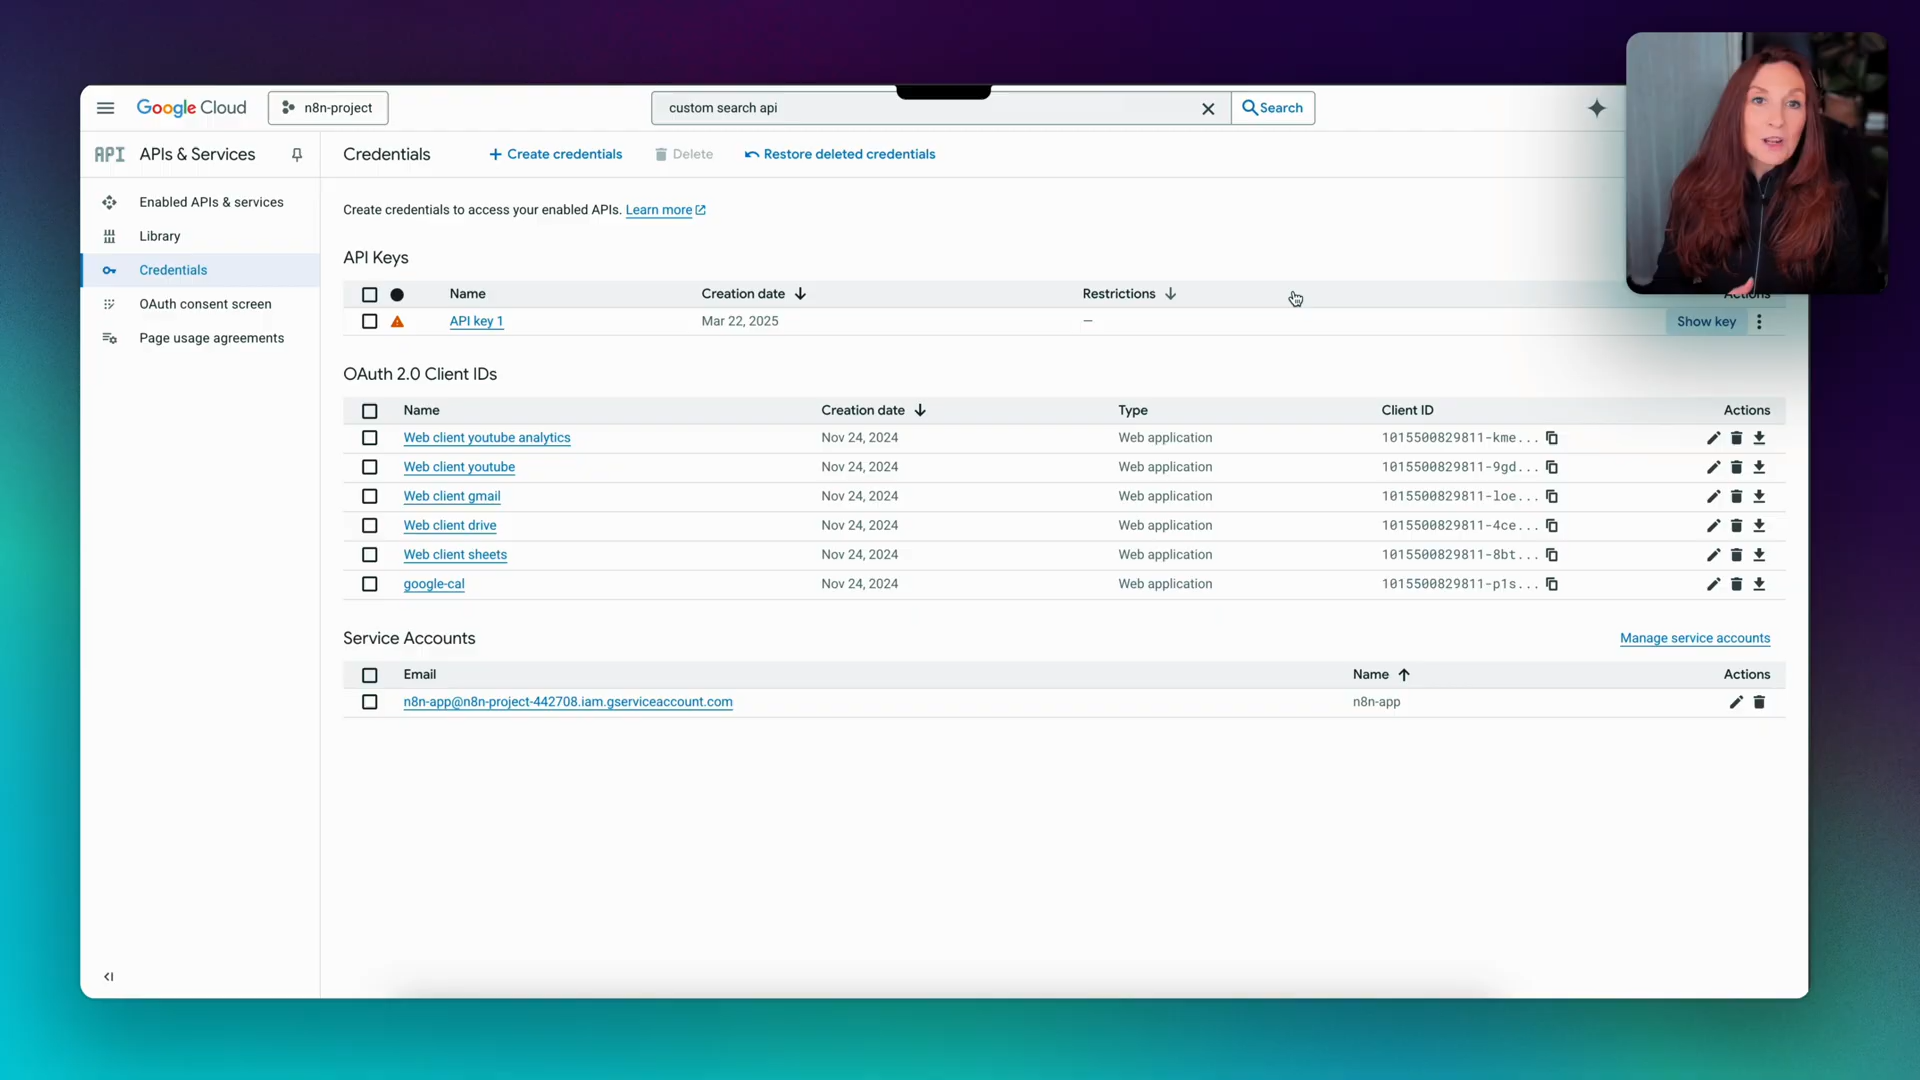 Google Cloud
n8n-project
custom search api
Search
API
APIs & Services
Credentials
Create credentials
Delete
Restore deleted credentials
Enabled APIs & services
Library
Credentials
OAuth consent screen
Page usage agreements
Create credentials to access your enabled APIs. Learn more
API Keys
Name Creation date Restrictions Actions
API key 1 Mar 22, 2025 – Show key
OAuth 2.0 Client IDs
Name Creation date Type Client ID Actions
Web client youtube analytics Nov 24, 2024 Web application 1015500829811-kme...
Web client youtube Nov 24, 2024 Web application 1015500829811-9gd...
Web client gmail Nov 24, 2024 Web application 1015500829811-loe...
Web client drive Nov 24, 2024 Web application 1015500829811-4ce...
Web client sheets Nov 24, 2024 Web application 1015500829811-8bt...
google-cal Nov 24, 2024 Web application 1015500829811-p1s...
Service Accounts
Manage service accounts
Email Name Actions
n8n-app@n8n-project-442708.iam.gserviceaccount.com n8n-app